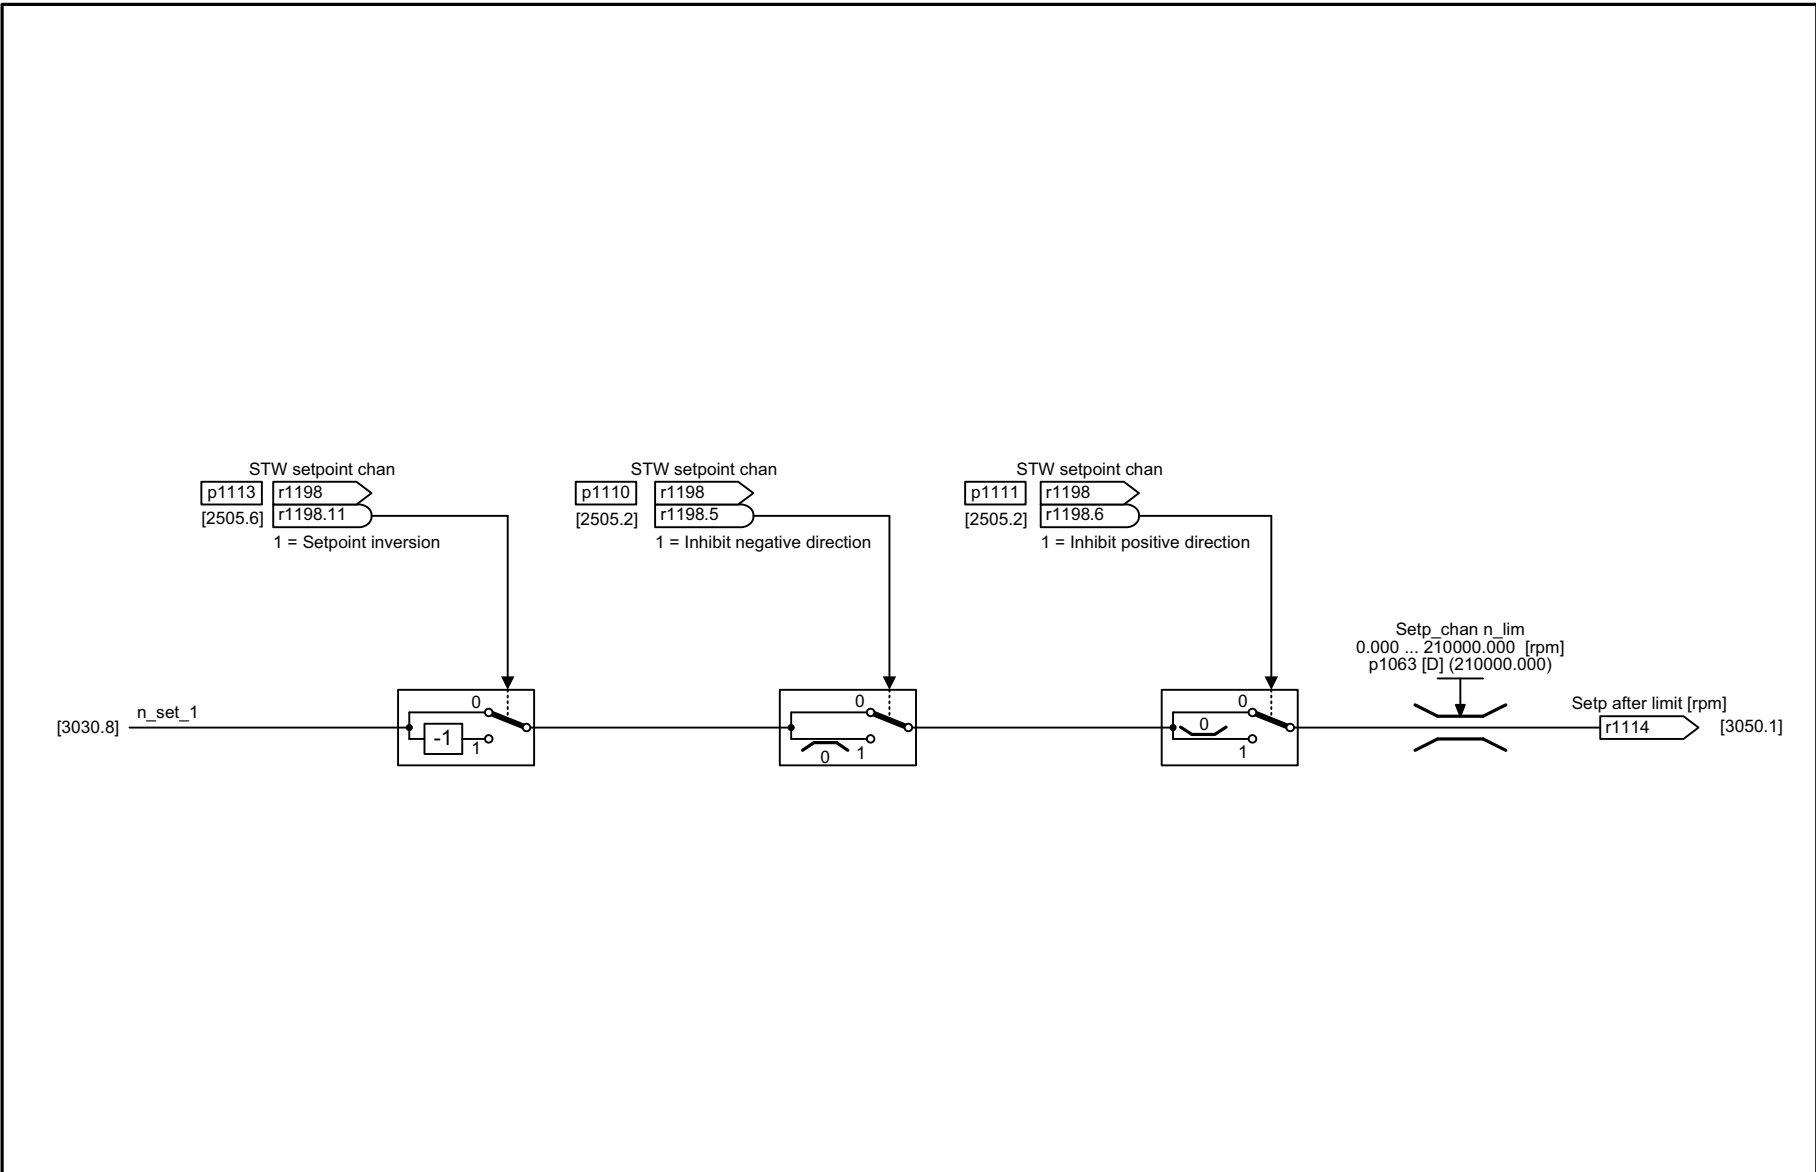 STW setpoint chan
p1113
r1198
[2505.6]
r1198.11
1 = Setpoint inversion
STW setpoint chan
p1110
r1198
[2505.2]
r1198.5
1 = Inhibit negative direction
STW setpoint chan
p1111
r1198
[2505.2]
r1198.6
1 = Inhibit positive direction
Setp_chan n_lim
0.000 ... 210000.000 [rpm]
p1063 [D] (210000.000)
[3030.8]
n_set_1
0
-1
1
0
0
1
0
0
1
Setp after limit [rpm]
r1114
[3050.1]